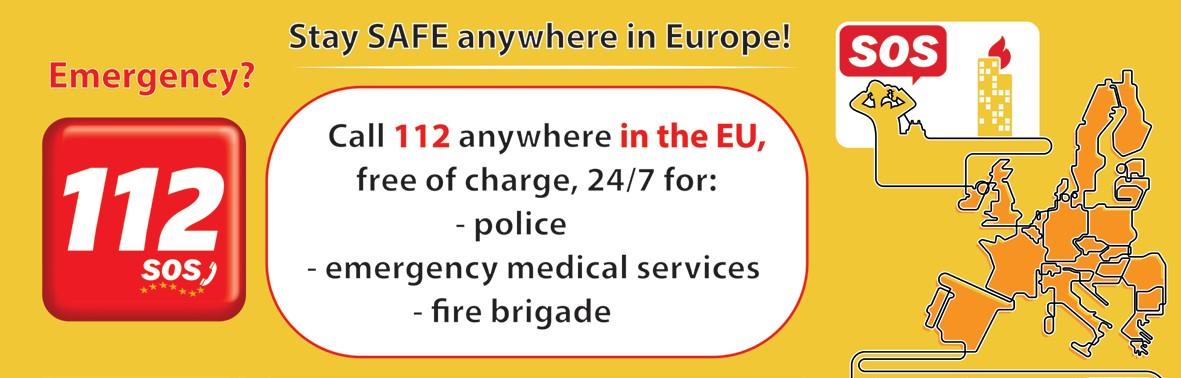 Stay SAFE anywhere in Europe!
Emergency?
112
SOS
Call 112 anywhere in the EU,
free of charge, 24/7 for:
- police
- emergency medical services
- fire brigade
SOS